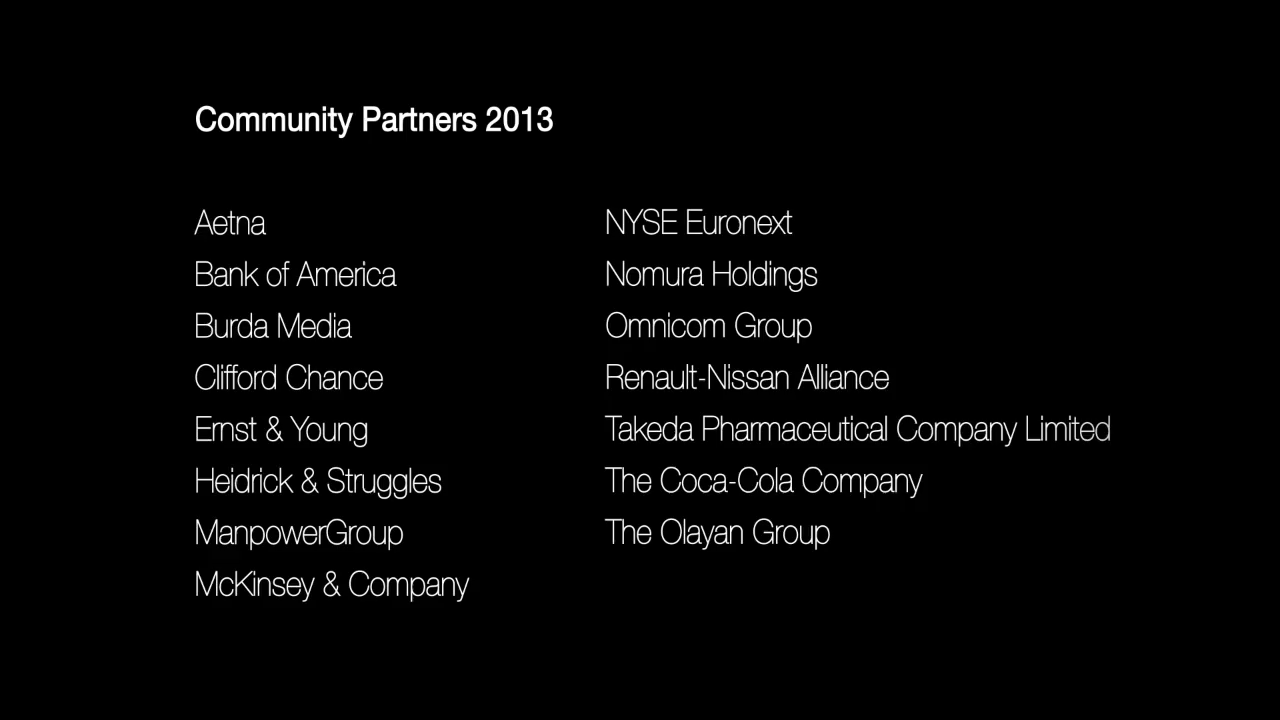 Community Partners 2013
Aetna
Bank of America
Burda Media
Clifford Chance
Ernst & Young
Heidrick & Struggles
ManpowerGroup
McKinsey & Company
NYSE Euronext
Nomura Holdings
Omnicom Group
Renault-Nissan Alliance
Takeda Pharmaceutical Company Limited
The Coca-Cola Company
The Olayan Group